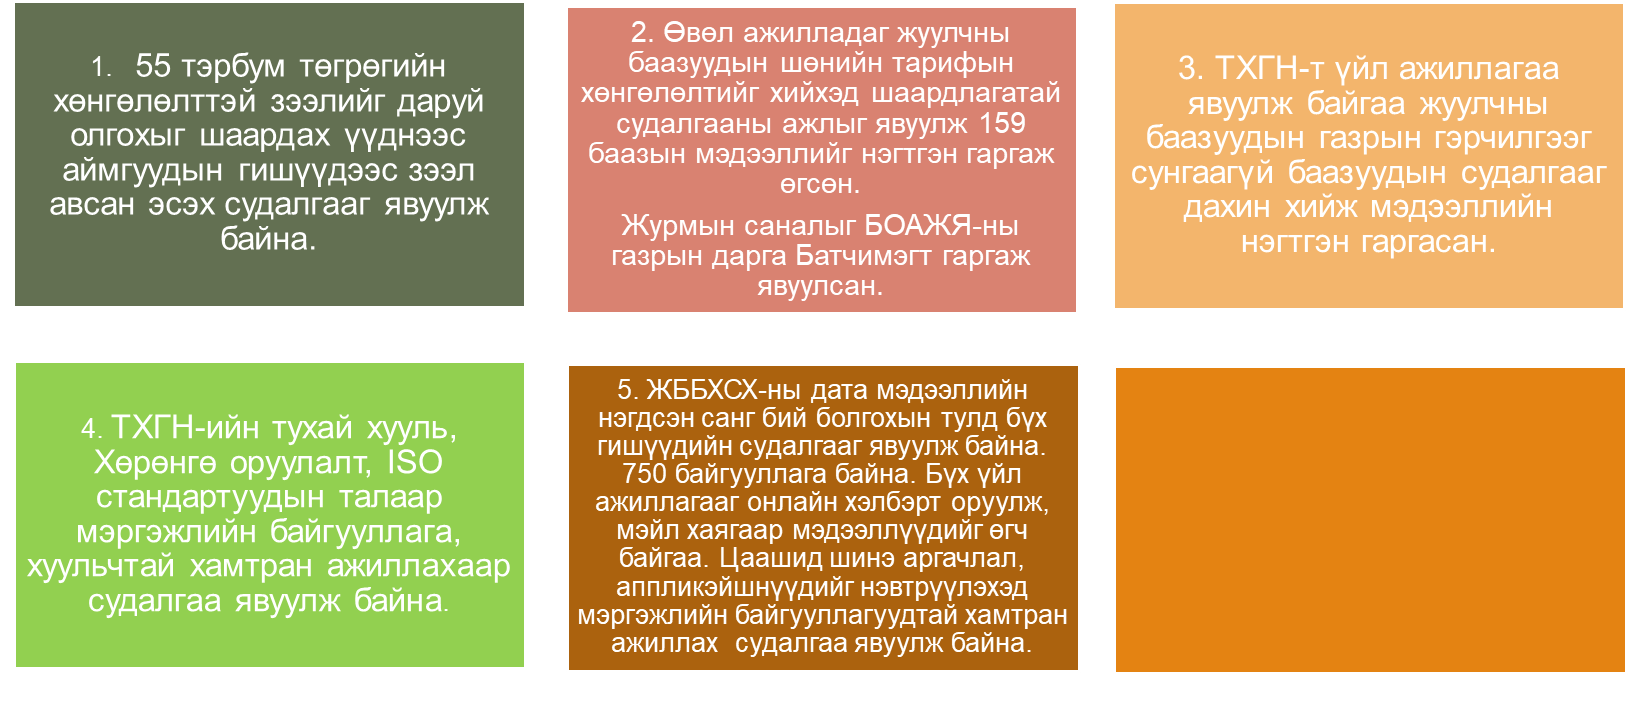 1. 55 тэрбум төгрөгийн
хөнгөлөлттэй зээлийг даруй
олгохыг шаардах үүднээс
аймгуудын гишүүдээс зээл
авсан эсэх судалгааг явуулж
байна.
2. Өвөл ажилладаг жуулчны
баазуудын шөнийн тарифын
хөнгөлөлтийг хийхэд шаардлагатай
судалгааны ажлыг явуулж 159
баазын мэдээллийг нэгтгэн гаргаж
өгсөн.
Журмын саналыг БОАЖЯ-ны
газрын дарга Батчимэгт гаргаж
явуулсан.
3. ТХГН-т үйл ажиллагаа
явуулж байгаа жуулчны
баазуудын газрын гэрчилгээг
сунгаагүй баазуудын судалгааг
дахин хийж мэдээллийн
нэгтгэн гаргасан.
4. ТХГН-ийн тухай хууль,
Хөрөнгө оруулалт, ISO
стандартуудын талаар
мэргэжлийн байгууллага,
хуульчтай хамтран ажиллахаар
судалгаа явуулж байна.
5. ЖББХСХ-ны дата мэдээллийн
нэгдсэн санг бий болгохын тулд бүх
гишүүдийн судалгааг явуулж байна.
750 байгууллага байна. Бүх үйл
ажиллагааг онлайн хэлбэрт оруулж,
мэйл хаягаар мэдээллүүдийг өгч
байгаа. Цаашид шинэ аргачлал,
аппликэйшнүүдийг нэвтрүүлэхэд
мэргэжлийн байгууллагуудтай хамтран
ажиллах судалгаа явуулж байна.